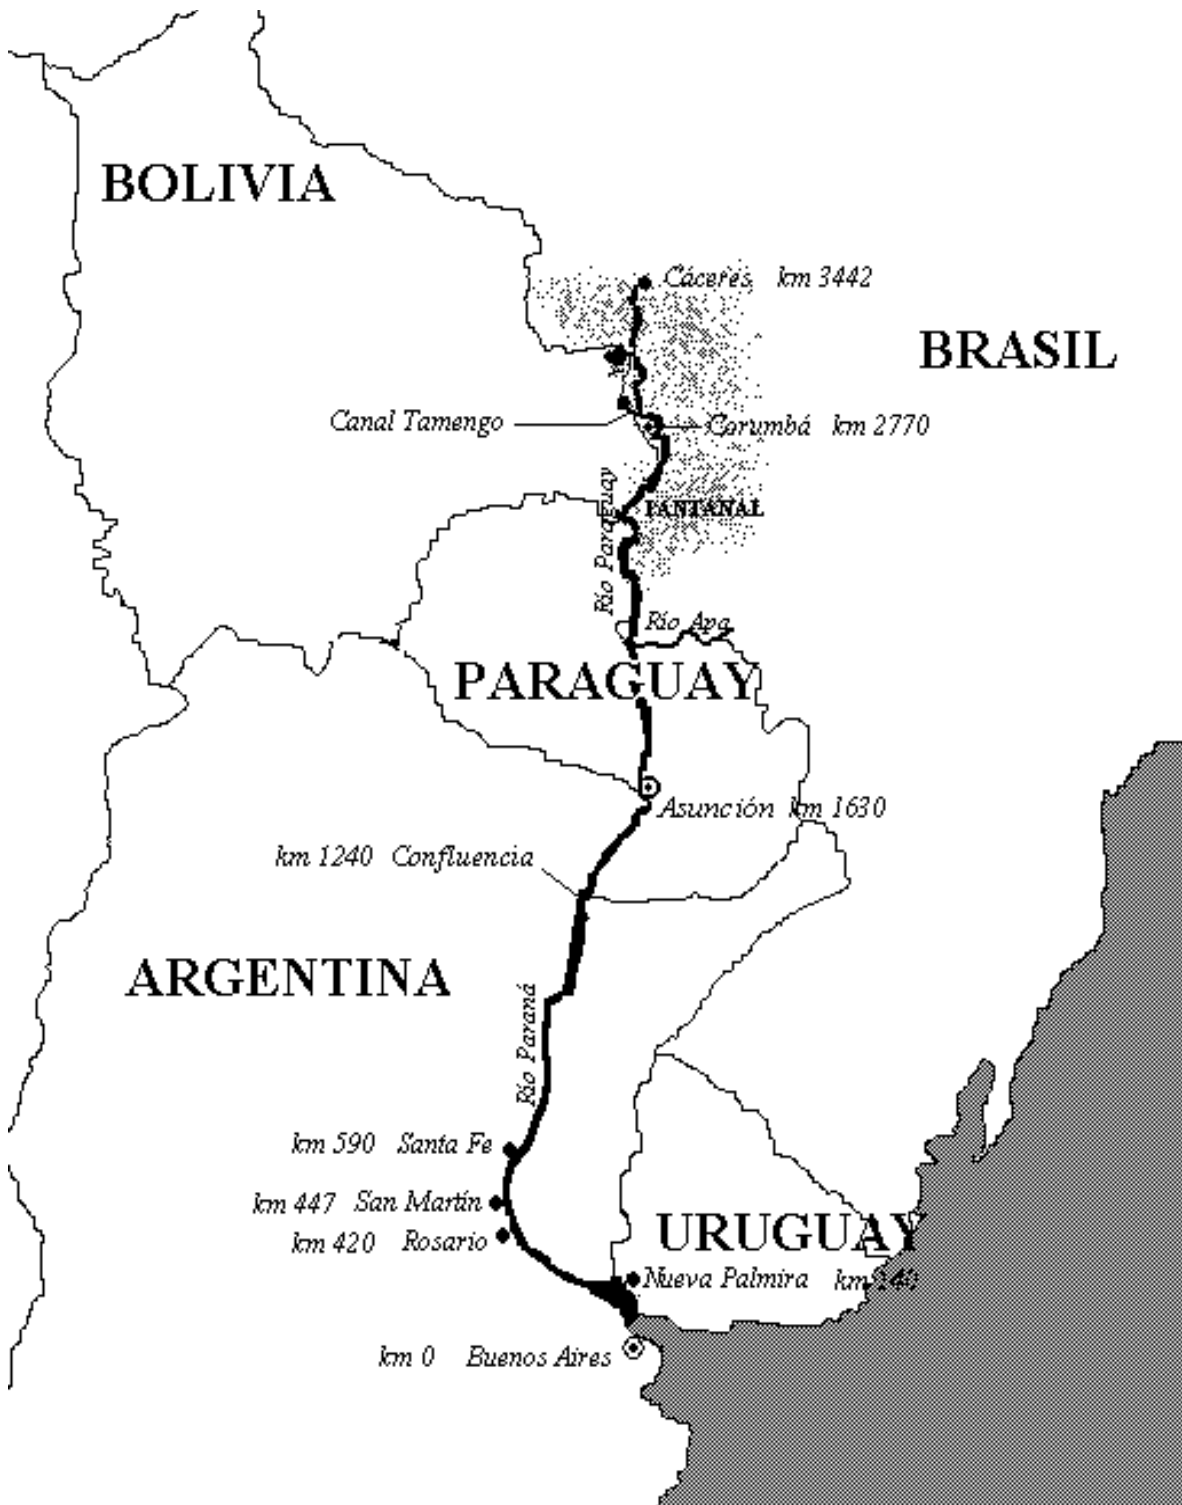 BOLIVIA
Cáceres km 3442
BRASIL
Canal Tamengo
Corumbá km 2770
PANTANAL
Río Paraguay
Río Apa
PARAGUAY
Asunción km 1630
km 1240 Confluencia
ARGENTINA
Río Paraná
km 590 Santa Fe
km 447 San Martín
URUGUAY
km 420 Rosario
Nueva Palmira km 140
km 0 Buenos Aires